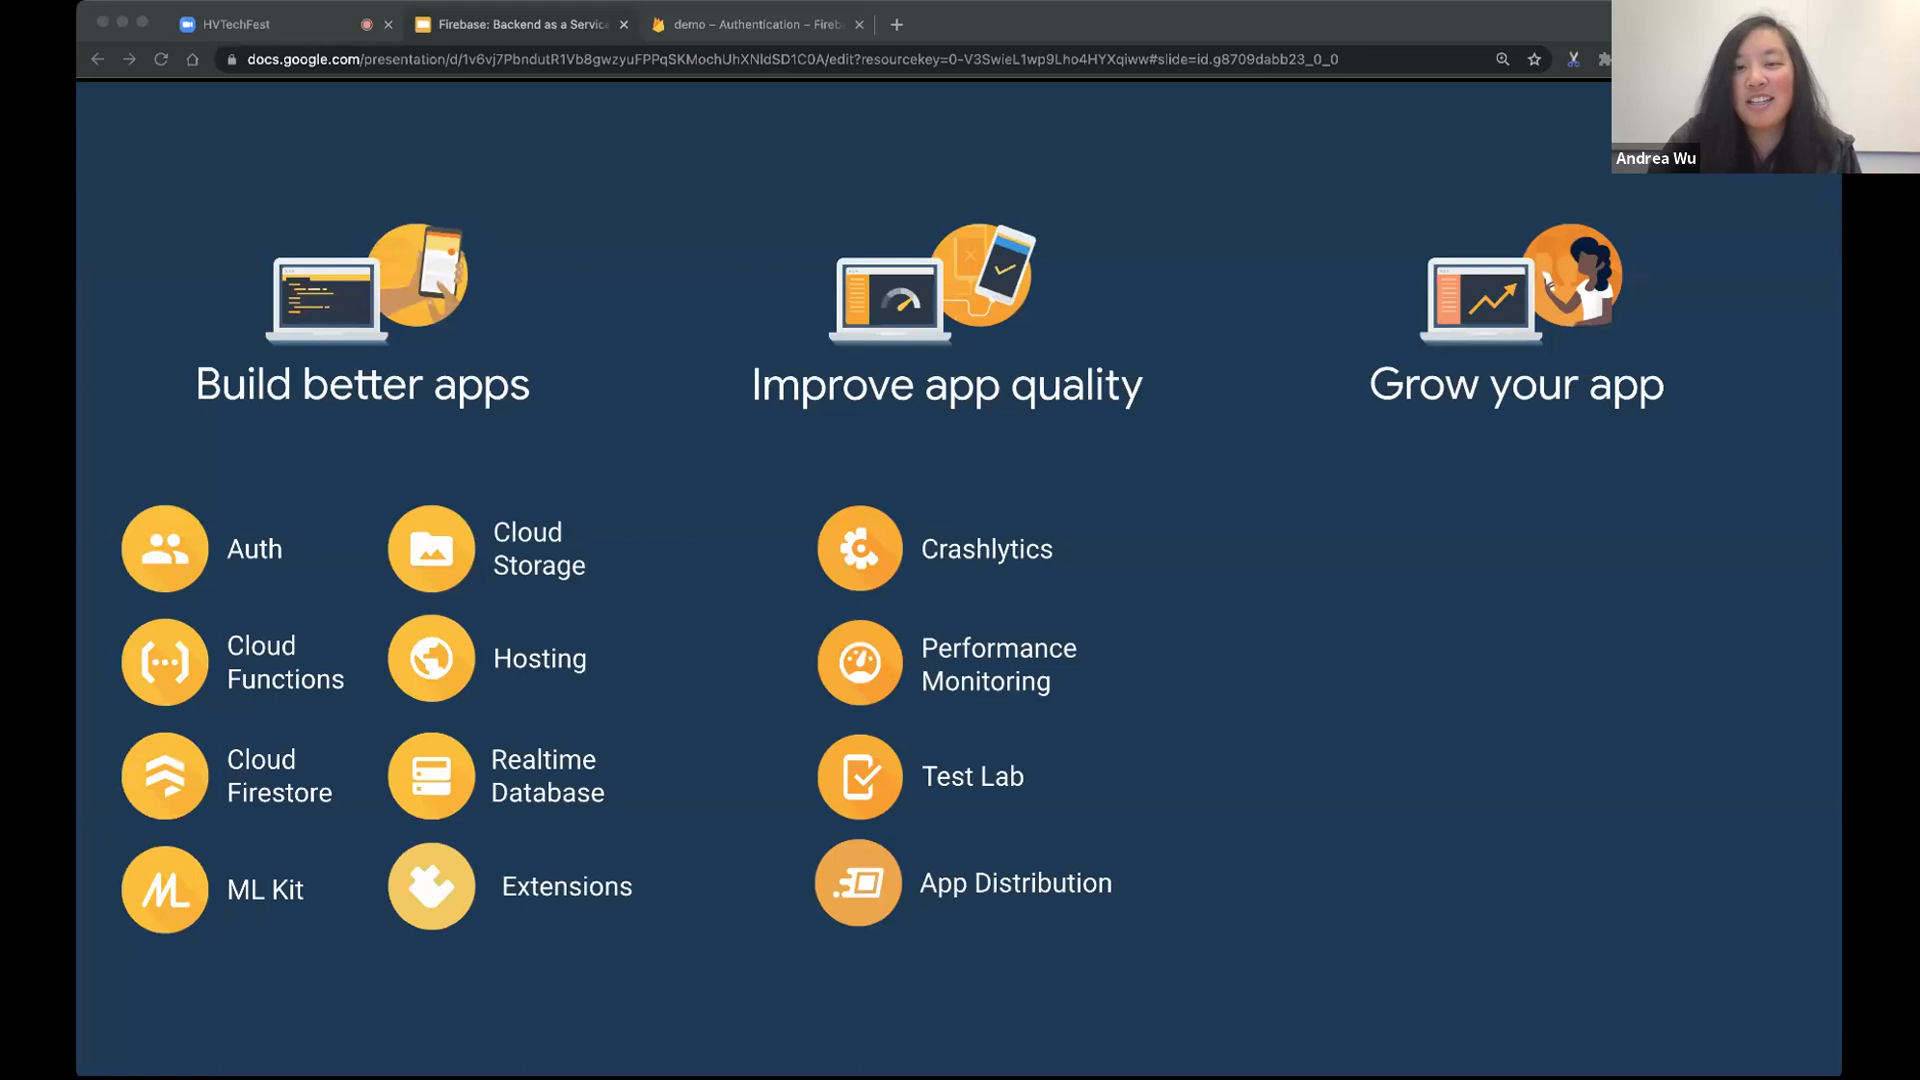 HVTechFest
Firebase: Backend as a Service
demo – Authentication – Fireb
docs.google.com/presentation/d/1v6vj7PbndutR1Vb8gwzyuFPPqSKMochUhXNldSD1C0A/edit?resourcekey=0-V3SwieL1wp9Lho4HYXqiww#slide=id.g8709dabb23_0_0
Andrea Wu
Build better apps
Improve app quality
Grow your app
Auth
Cloud
Storage
Crashlytics
Cloud
Functions
Hosting
Performance
Monitoring
Cloud
Firestore
Realtime
Database
Test Lab
ML Kit
Extensions
App Distribution